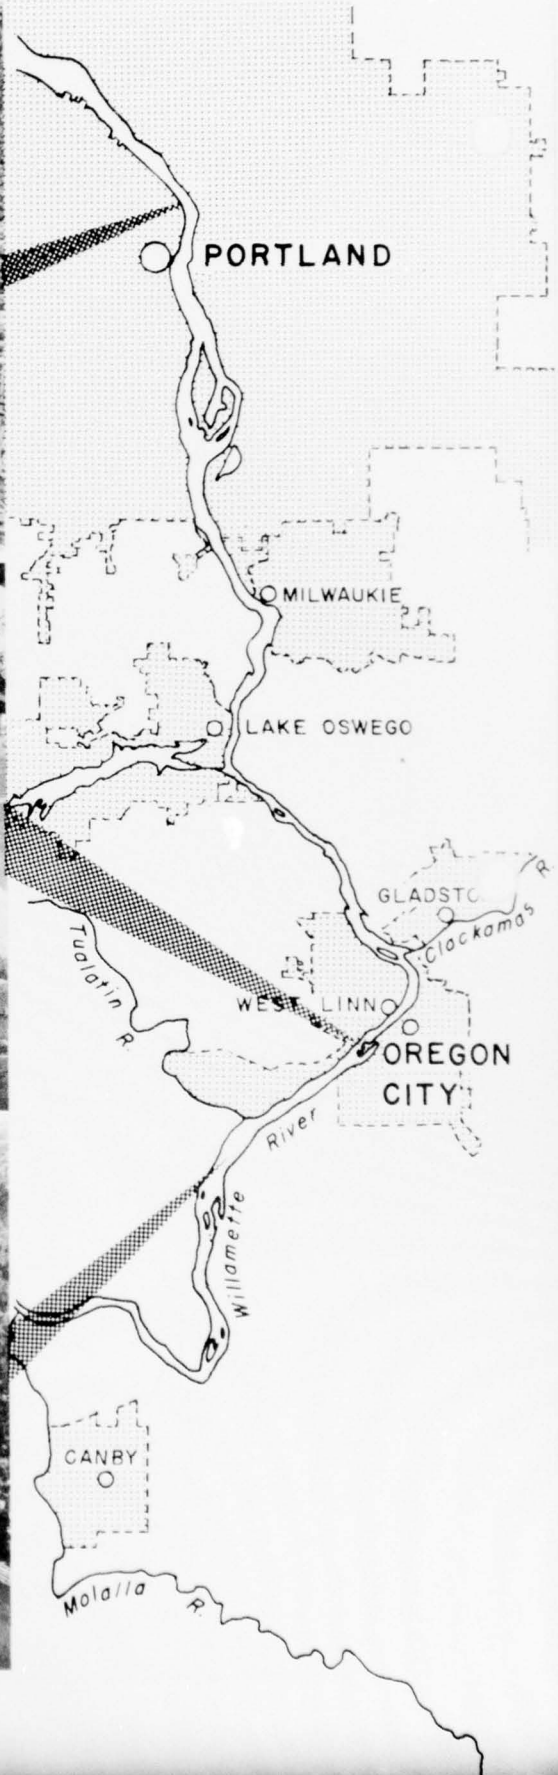 PORTLAND
MILWAUKIE
LAKE OSWEGO
GLADSTO
Clackamas R.
Tualatin R.
WEST LINN
OREGON
CITY
Willamette River
CANBY
Molalla R.